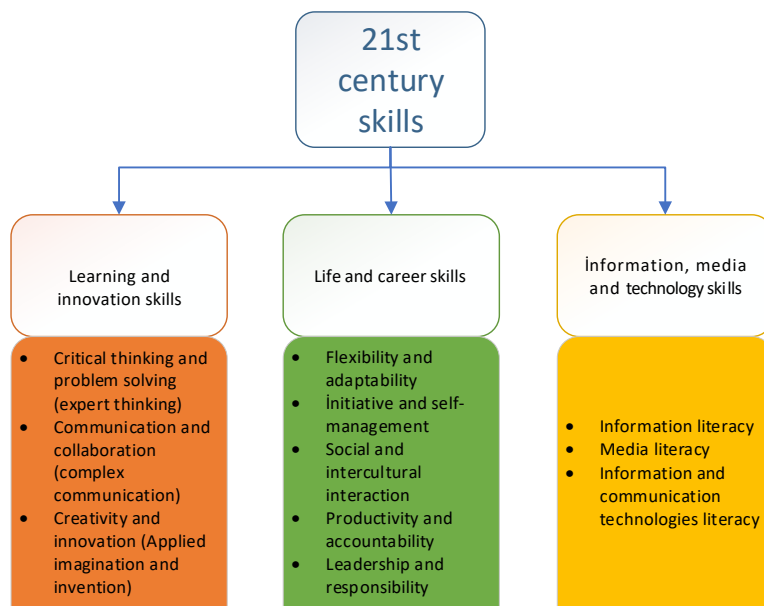 21st
century
skills
Learning and
innovation skills
Life and career skills
İnformation, media
and technology skills
• Critical thinking and
problem solving
(expert thinking)
• Communication and
collaboration
(complex
communication)
• Creativity and
innovation (Applied
imagination and
invention)
• Flexibility and
adaptability
• İnitiative and self-
management
• Social and
intercultural
interaction
• Productivity and
accountability
• Leadership and
responsibility
• Information literacy
• Media literacy
• Information and
communication
technologies literacy